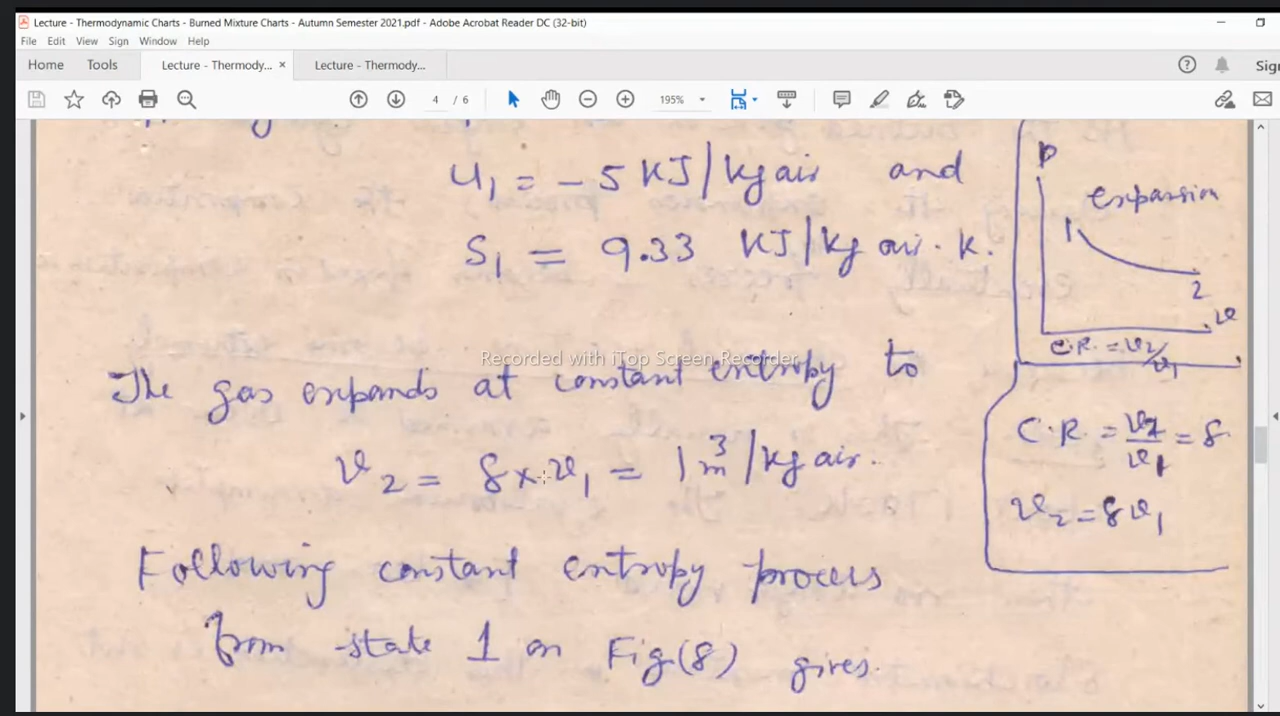 Lecture - Thermodynamic Charts - Burned Mixture Charts - Autumn Semester 2021.pdf - Adobe Acrobat Reader DC (32-bit)
File Edit View Sign Window Help
Home Tools Lecture - Thermody... × Lecture - Thermody... Sign
4 / 6 195%
u₁ = - 5 KJ/kg air and
S₁ = 9.33 KJ/kg air. K.
P
expansion
1
2
v
C.R. = v₂/v₁
Recorded with iTop Screen Recorder
The gas expands at constant entropy to
v₂ = 8 × v₁ = 1 m³/kg air.
C.R. = v₂/v₁ = 8
v₂ = 8 v₁
Following constant entropy process
from state 1 on Fig(8) gives.